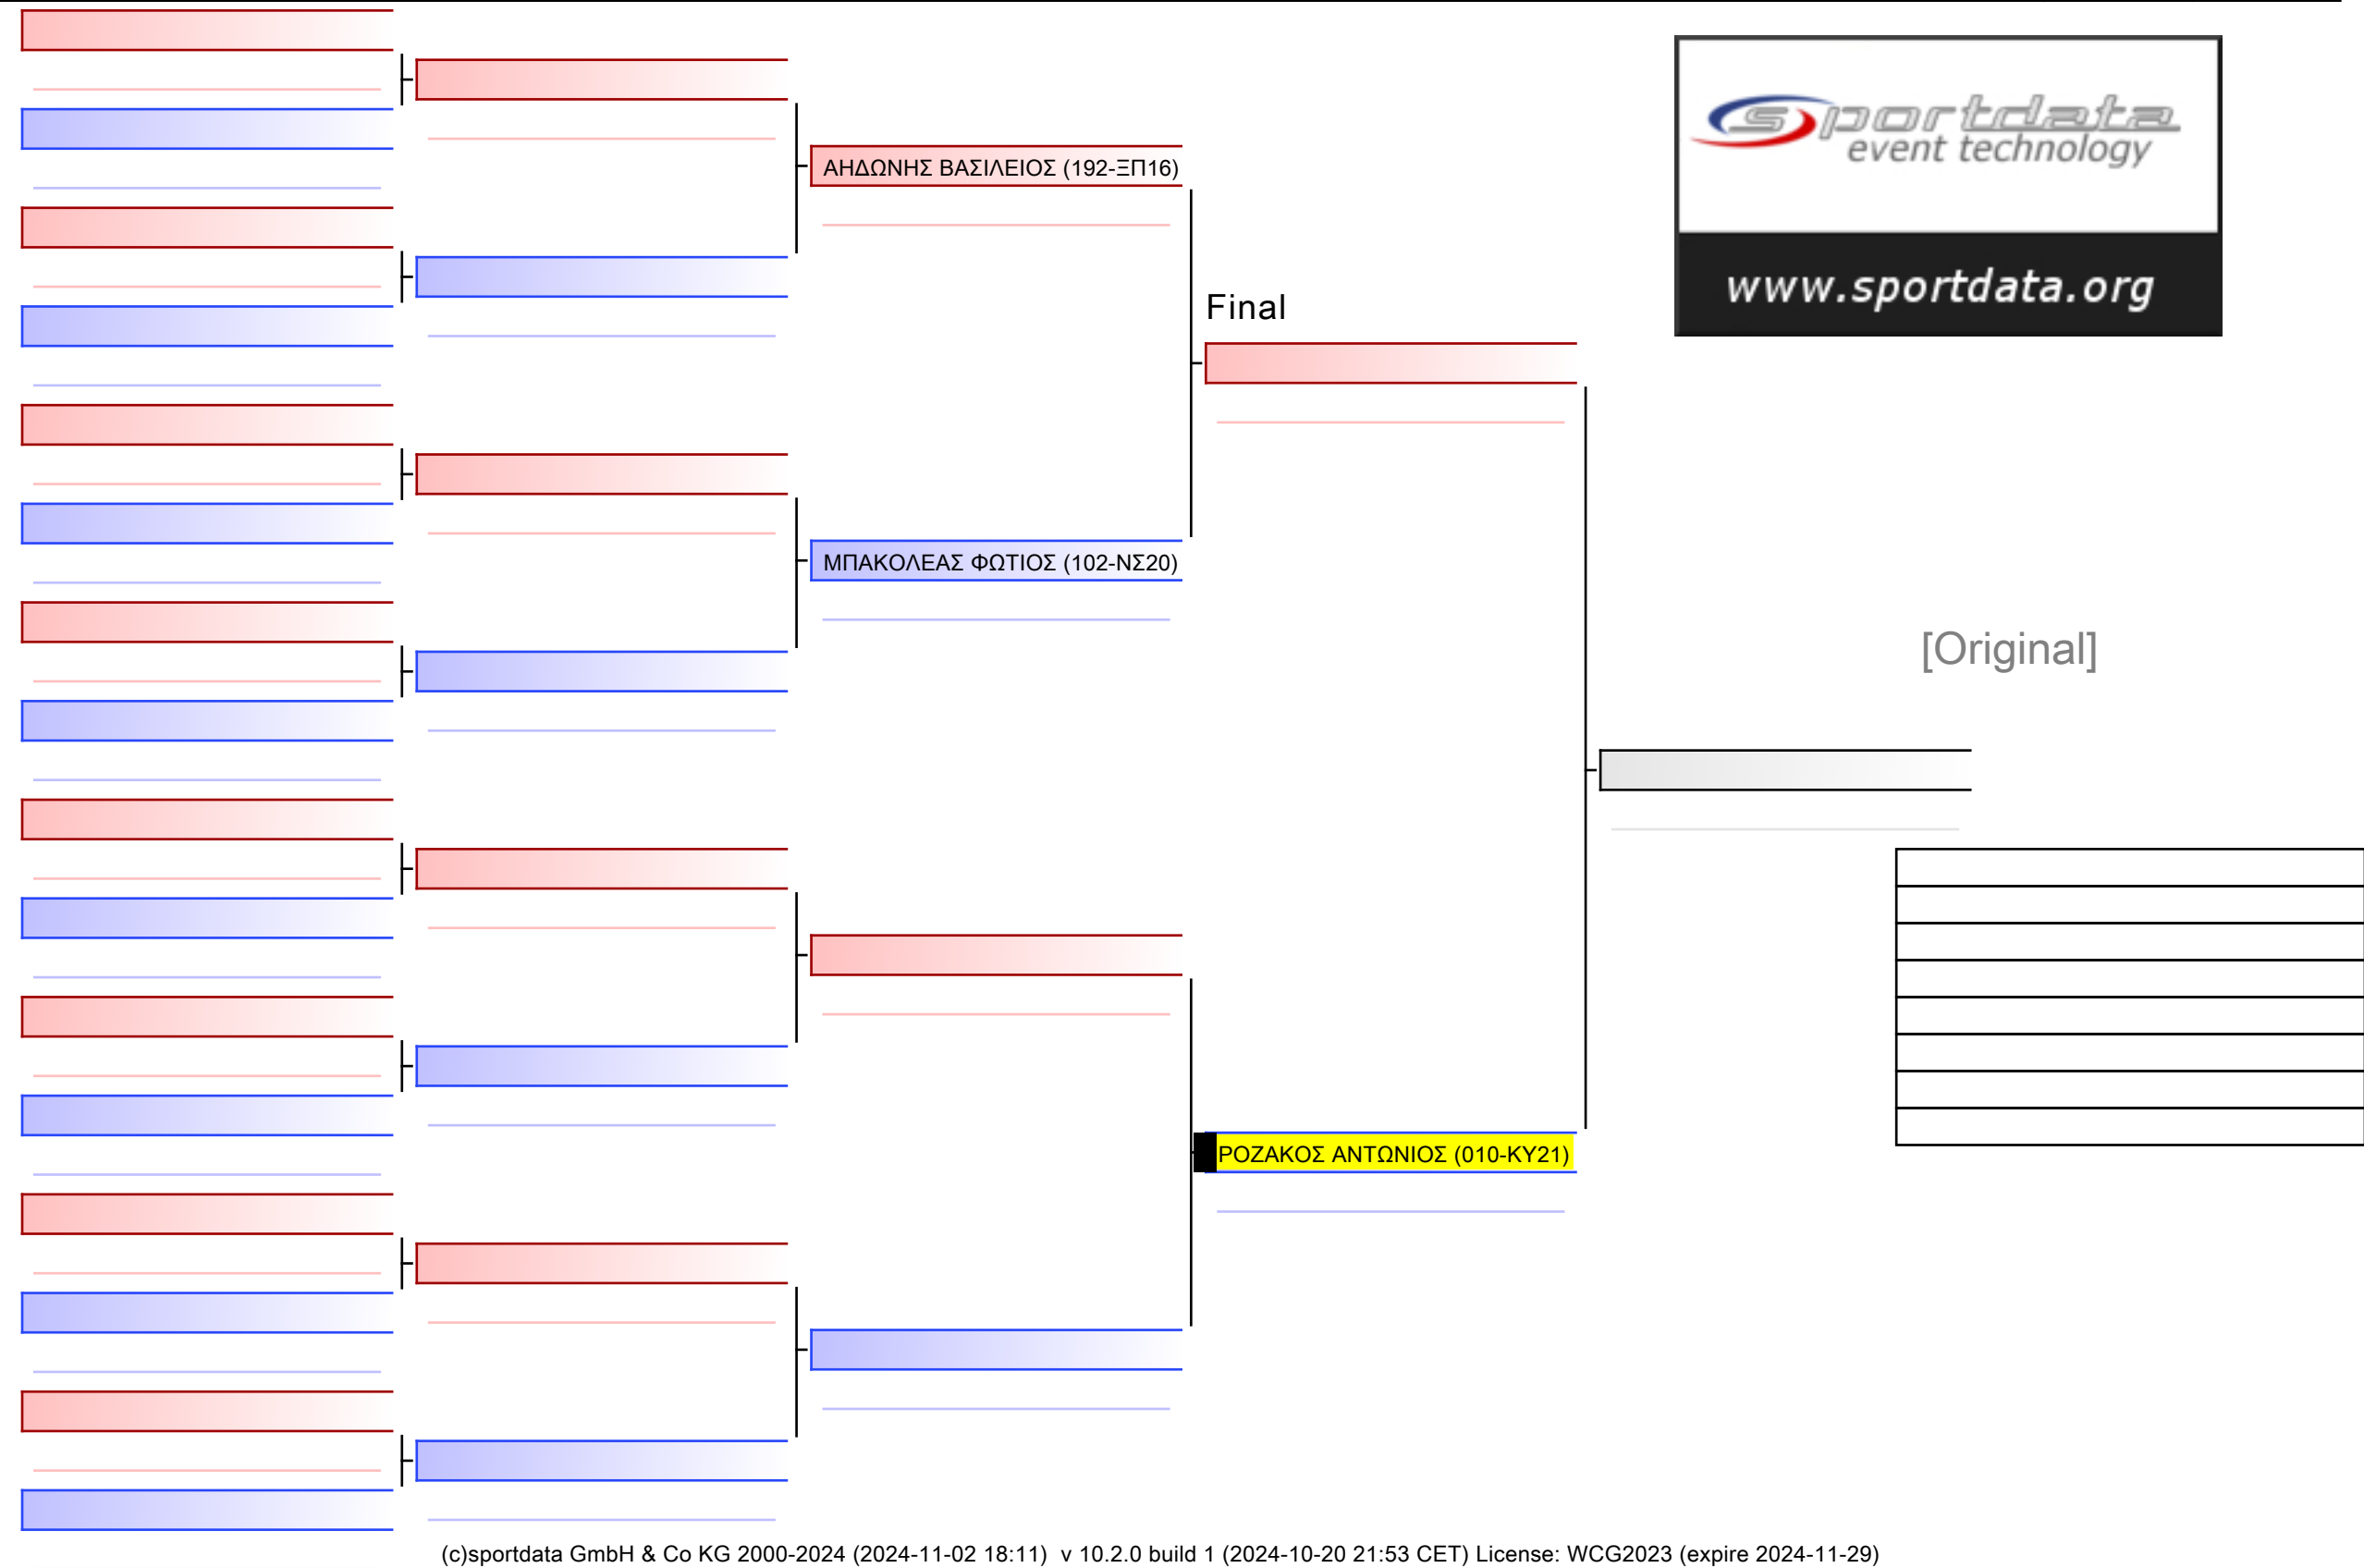 sportdata
event technology
www.sportdata.org
ΑΗΔΩΝΗΣ ΒΑΣΙΛΕΙΟΣ (192-ΞΠ16)
Final
ΜΠΑΚΟΛΕΑΣ ΦΩΤΙΟΣ (102-ΝΣ20)
[Original]
ΡΟΖΑΚΟΣ ΑΝΤΩΝΙΟΣ (010-ΚΥ21)
(c)sportdata GmbH & Co KG 2000-2024 (2024-11-02 18:11) v 10.2.0 build 1 (2024-10-20 21:53 CET) License: WCG2023 (expire 2024-11-29)